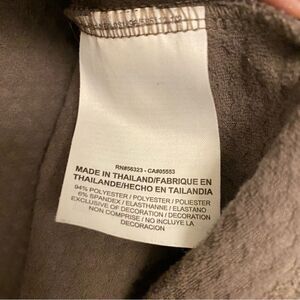 RN#56323 - CA#05553
MADE IN THAILAND/FABRIQUE EN
THAILANDE/HECHO EN TAILANDIA
94% POLYESTER / POLYESTER / POLIESTER
6% SPANDEX / ELASTHANNE / ELASTANO
EXCLUSIVE OF DECORATION / DECORATION
NON COMPRISE / NO INCLUYE LA
DECORACION